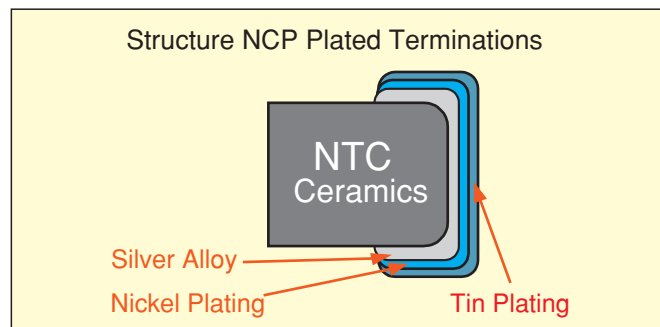 Structure NCP Plated Terminations
NTC
Ceramics
Silver Alloy
Nickel Plating
Tin Plating